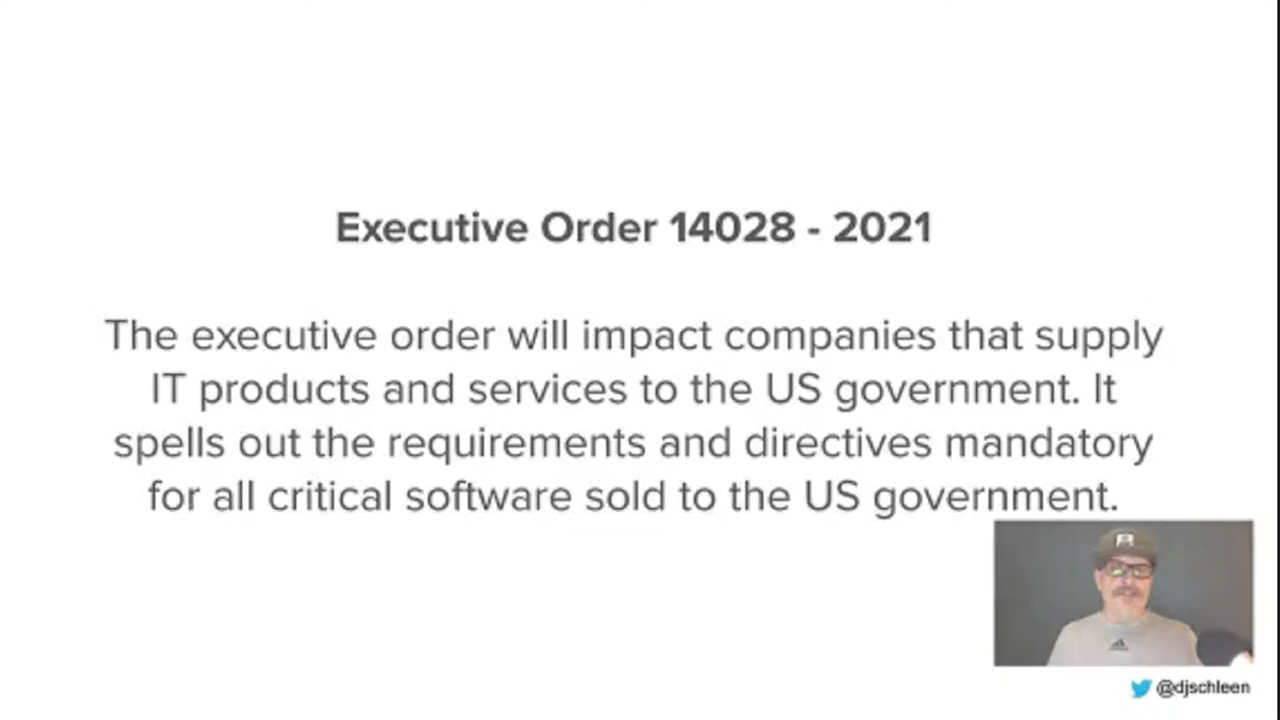 Executive Order 14028 - 2021
The executive order will impact companies that supply
IT products and services to the US government. It
spells out the requirements and directives mandatory
for all critical software sold to the US government.
@djschleen